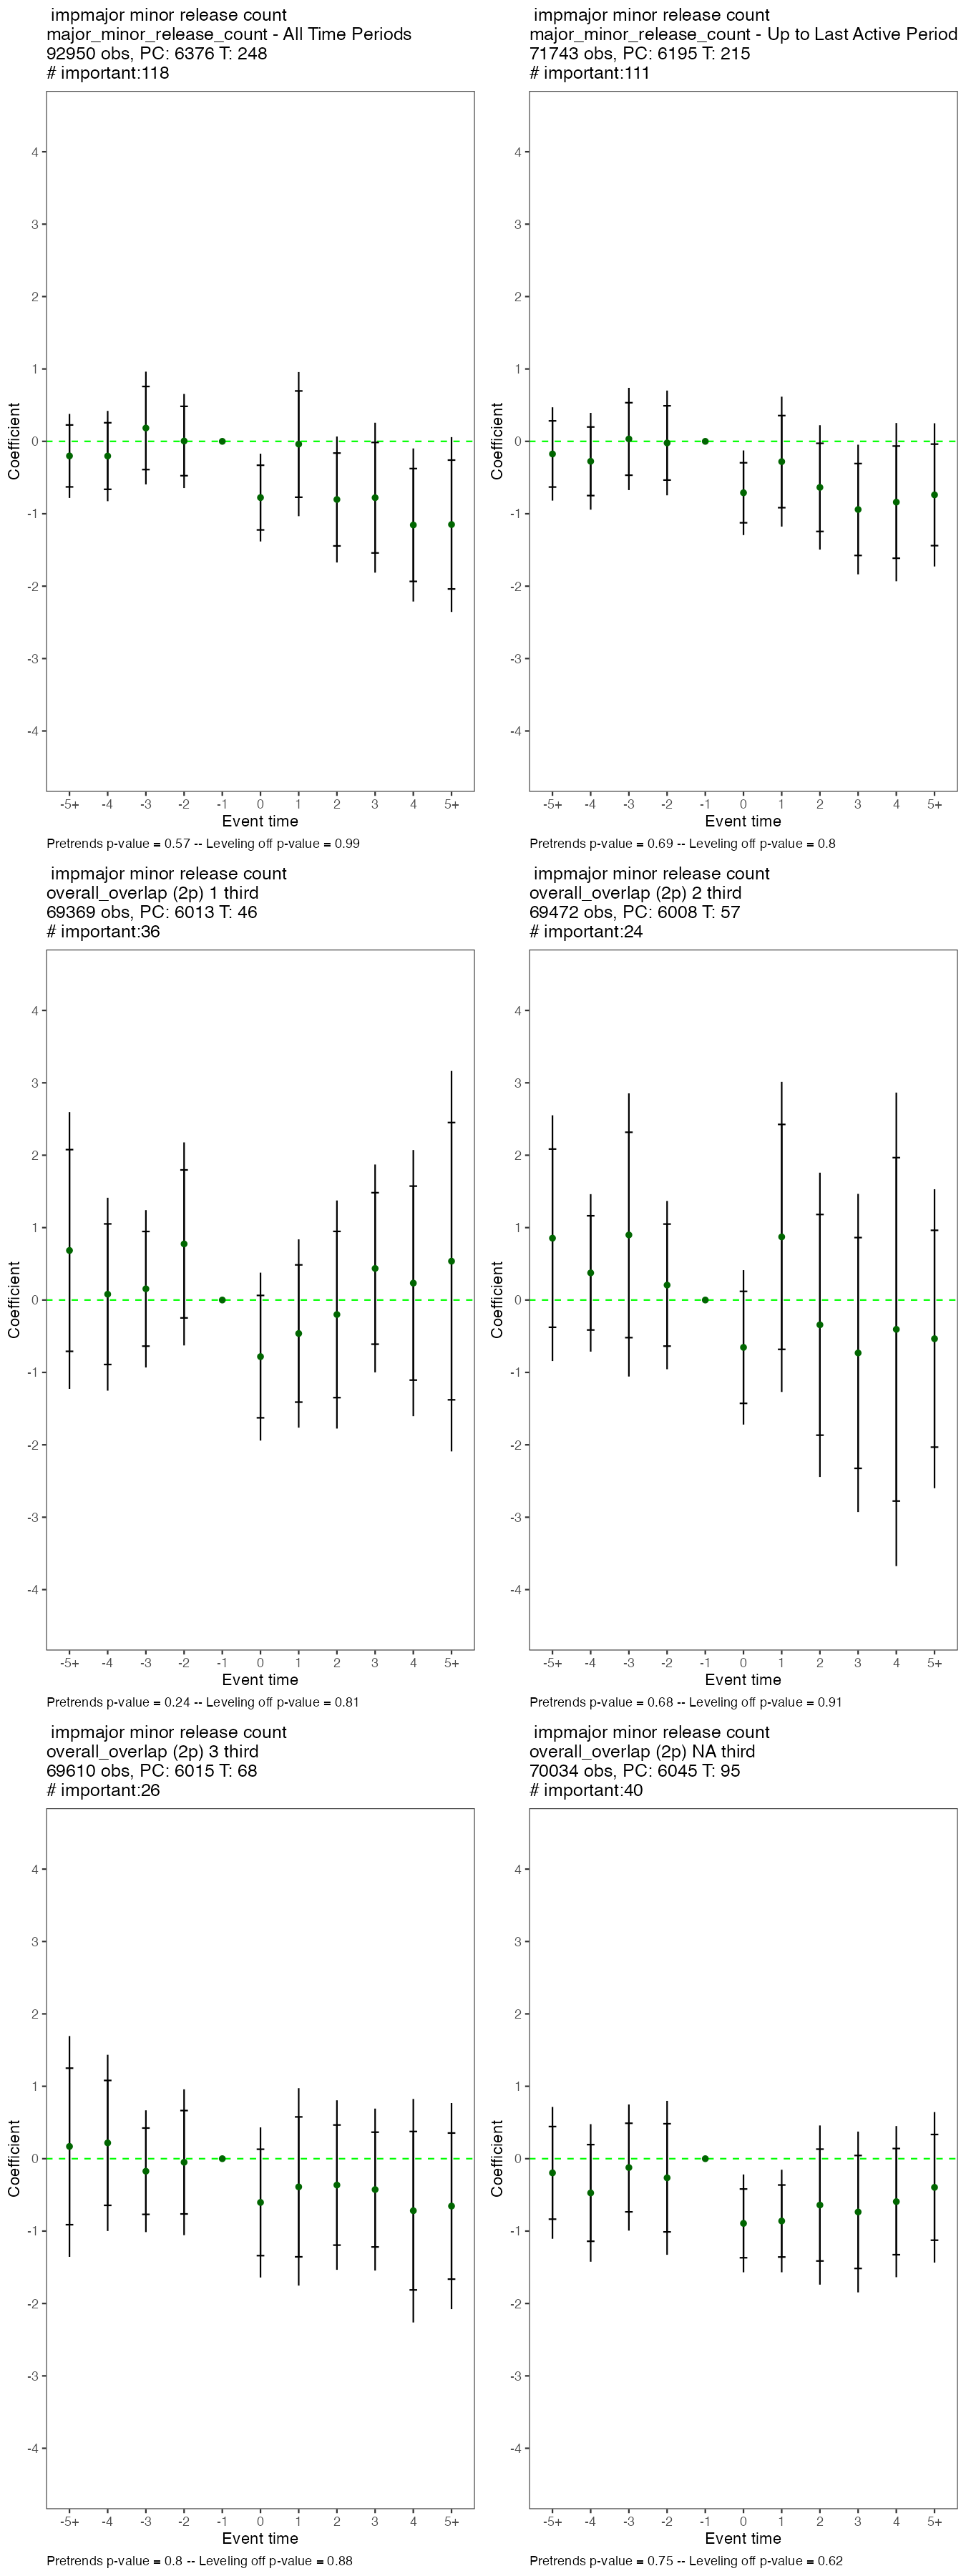 impmajor minor release count
major_minor_release_count - All Time Periods
92950 obs, PC: 6376 T: 248
# important:118
Coefficient
4
3
2
1
0
-1
-2
-3
-4
-5+ -4 -3 -2 -1 0 1 2 3 4 5+
Event time
Pretrends p-value = 0.57 -- Leveling off p-value = 0.99
impmajor minor release count
major_minor_release_count - Up to Last Active Period
71743 obs, PC: 6195 T: 215
# important:111
Coefficient
4
3
2
1
0
-1
-2
-3
-4
-5+ -4 -3 -2 -1 0 1 2 3 4 5+
Event time
Pretrends p-value = 0.69 -- Leveling off p-value = 0.8
impmajor minor release count
overall_overlap (2p) 1 third
69369 obs, PC: 6013 T: 46
# important:36
Coefficient
4
3
2
1
0
-1
-2
-3
-4
-5+ -4 -3 -2 -1 0 1 2 3 4 5+
Event time
Pretrends p-value = 0.24 -- Leveling off p-value = 0.81
impmajor minor release count
overall_overlap (2p) 2 third
69472 obs, PC: 6008 T: 57
# important:24
Coefficient
4
3
2
1
0
-1
-2
-3
-4
-5+ -4 -3 -2 -1 0 1 2 3 4 5+
Event time
Pretrends p-value = 0.68 -- Leveling off p-value = 0.91
impmajor minor release count
overall_overlap (2p) 3 third
69610 obs, PC: 6015 T: 68
# important:26
Coefficient
4
3
2
1
0
-1
-2
-3
-4
-5+ -4 -3 -2 -1 0 1 2 3 4 5+
Event time
Pretrends p-value = 0.8 -- Leveling off p-value = 0.88
impmajor minor release count
overall_overlap (2p) NA third
70034 obs, PC: 6045 T: 95
# important:40
Coefficient
4
3
2
1
0
-1
-2
-3
-4
-5+ -4 -3 -2 -1 0 1 2 3 4 5+
Event time
Pretrends p-value = 0.75 -- Leveling off p-value = 0.62